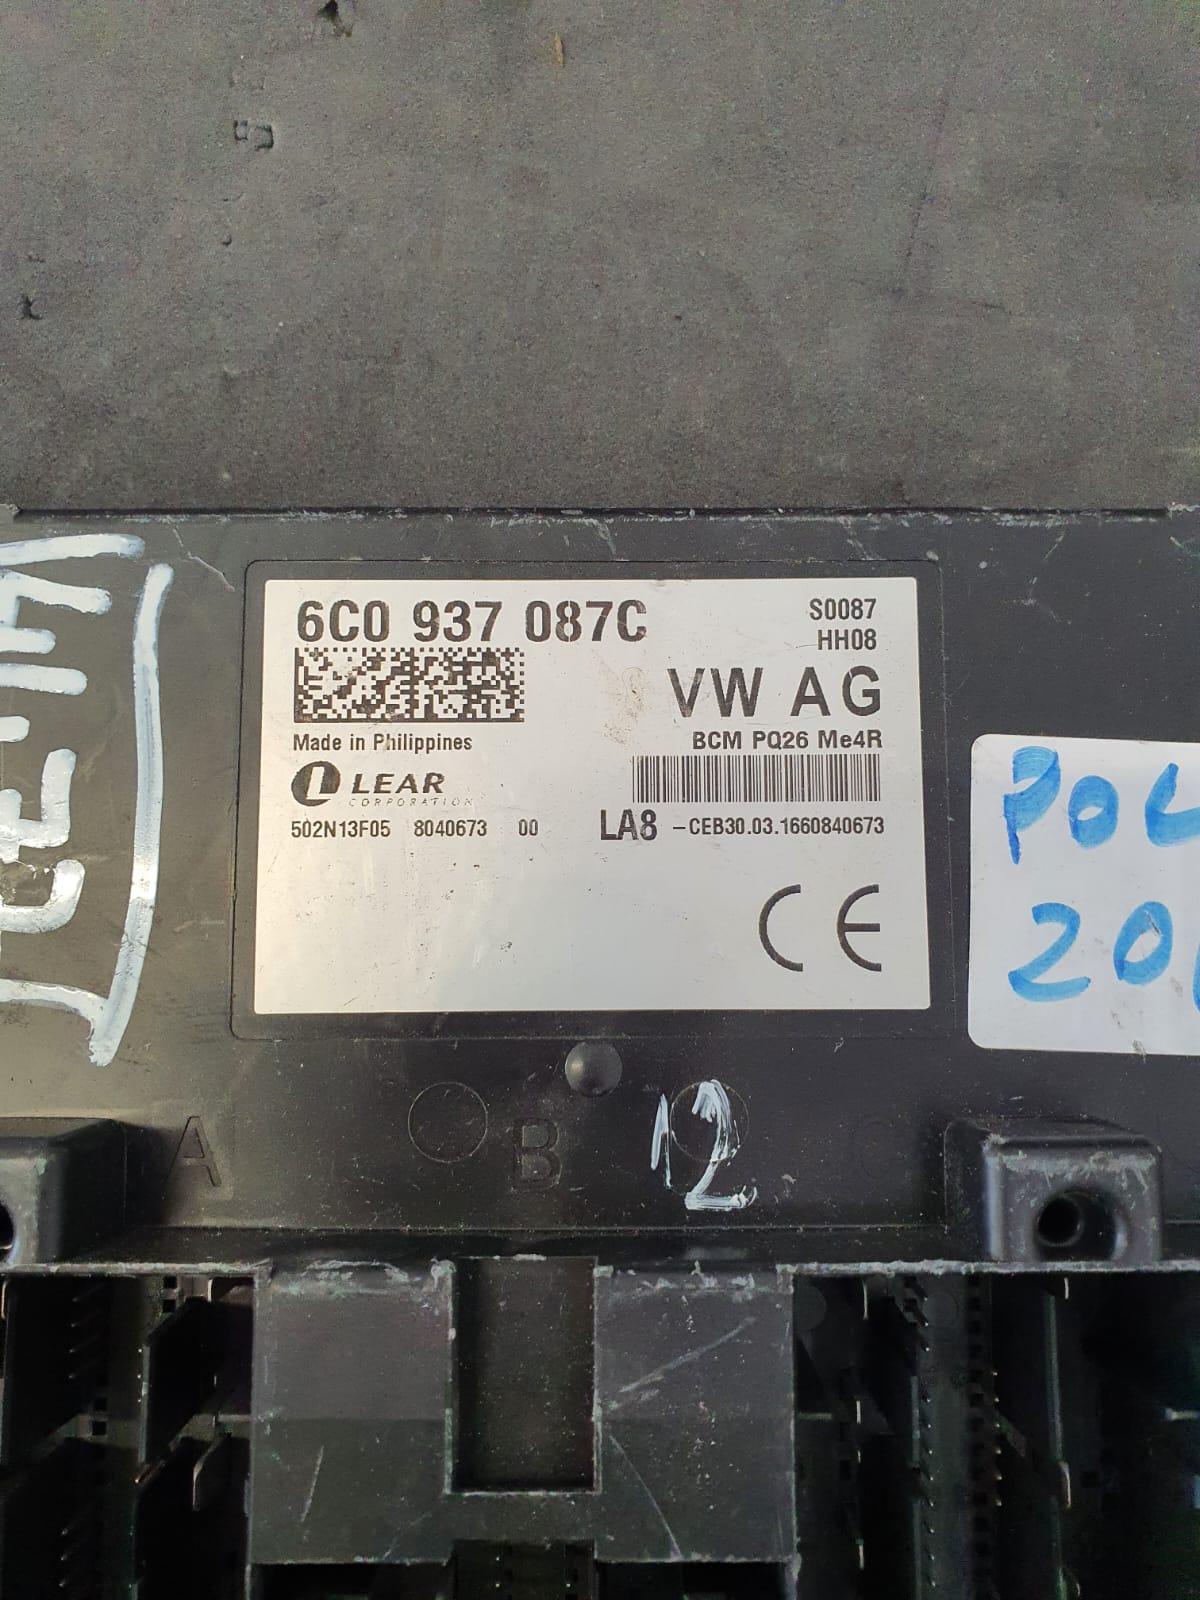 6C0 937 087C
S0087
HH08
VW AG
Made in Philippines
BCM PQ26 Me4R
LEAR
CORPORATION
502N13F05 8040673 00
LA8 -CEB30.03.1660840673
CE
POL
20
A
B
C
12